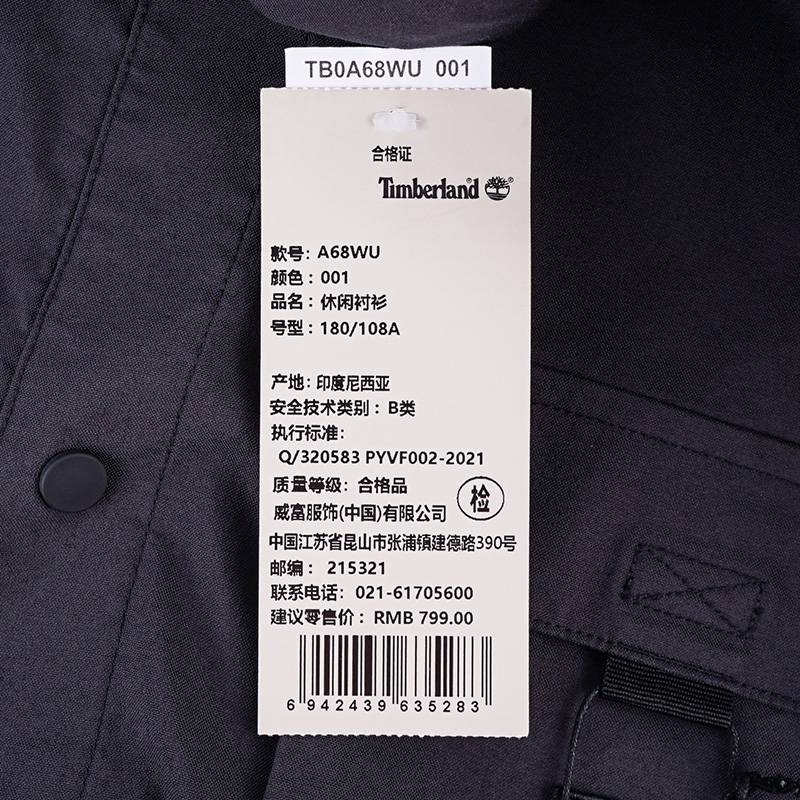 TB0A68WU 001
合格证
Timberland®
款号: A68WU
颜色: 001
品名: 休闲衬衫
号型: 180/108A
产地: 印度尼西亚
安全技术类别: B类
执行标准:
Q/320583 PYVF002-2021
质量等级: 合格品
检
威富服饰(中国)有限公司
中国江苏省昆山市张浦镇建德路390号
邮编: 215321
联系电话: 021-61705600
建议零售价: RMB 799.00
6 942439 635283